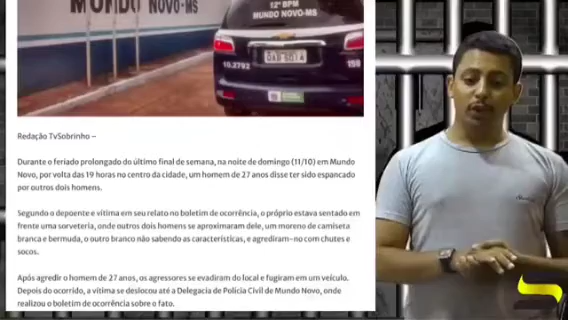 MUNDO NOVO-MS
12º BPM
MUNDO NOVO-MS
10.2792
159
Redação TvSobrinho –
Durante o feriado prolongado do último final de semana, na noite de domingo (11/10) em Mundo
Novo, por volta das 19 horas no centro da cidade, um homem de 27 anos disse ter sido espancado
por outros dois homens.
Segundo o depoente e vítima em seu relato no boletim de ocorrência, o próprio estava sentado em
frente uma sorveteria, onde outros dois homens se aproximaram dele, um moreno de camiseta
branca e bermuda, o outro branco não sabendo as características, e agrediram-no com chutes e
socos.
Após agredir o homem de 27 anos, os agressores se evadiram do local e fugiram em um veículo.
Depois do ocorrido, a vítima se deslocou até a Delegacia de Polícia Civil de Mundo Novo, onde
realizou o boletim de ocorrência sobre o fato.